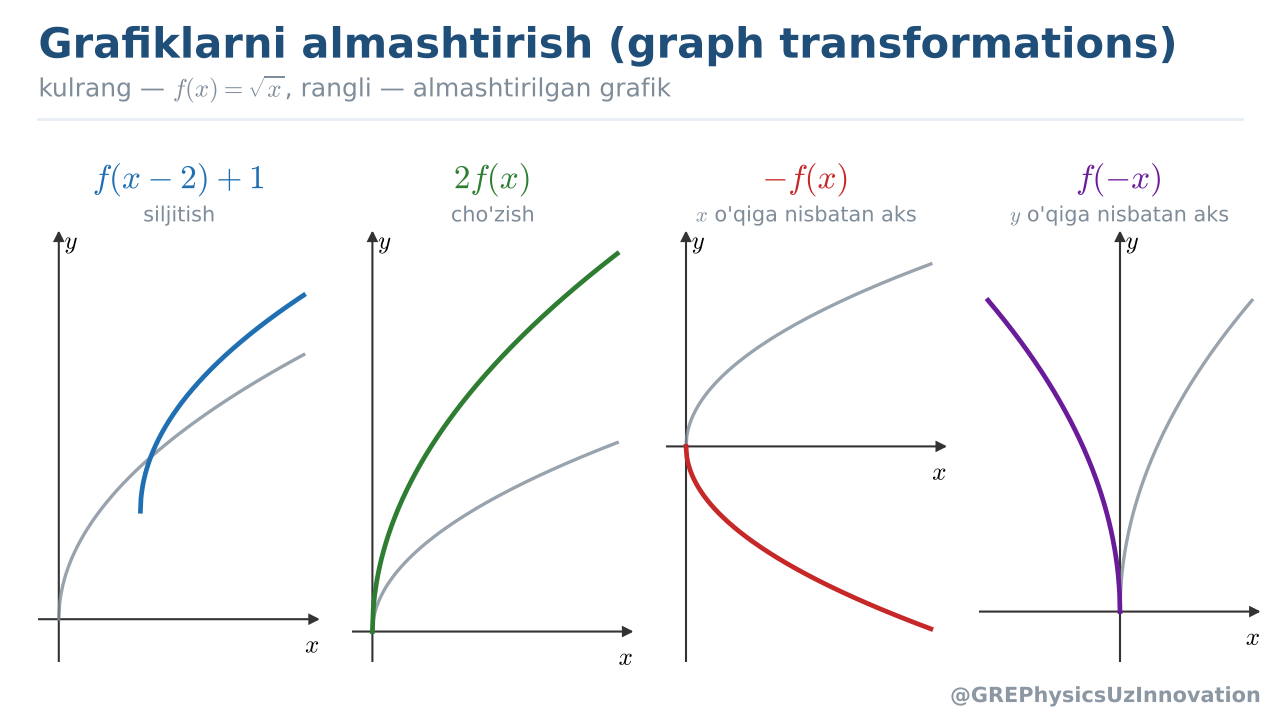 Grafiklarni almashtirish (graph transformations)
kulrang — f(x) = √x, rangli — almashtirilgan grafik
f(x − 2) + 1
siljitish
y
x
2f(x)
cho'zish
y
x
−f(x)
x o'qiga nisbatan aks
y
x
f(−x)
y o'qiga nisbatan aks
y
x
@GREPhysicsUzInnovation